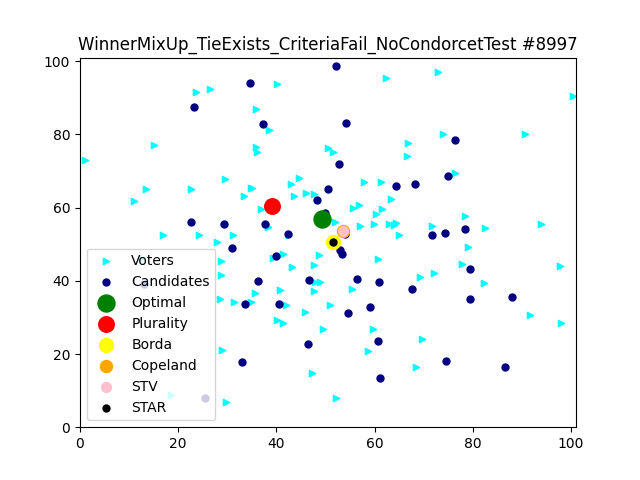 WinnerMixUp_TieExists_CriteriaFail_NoCondorcetTest #8997
100
80
60
40
20
0
Voters
Candidates
Optimal
Plurality
Borda
Copeland
STV
STAR
0 20 40 60 80 100